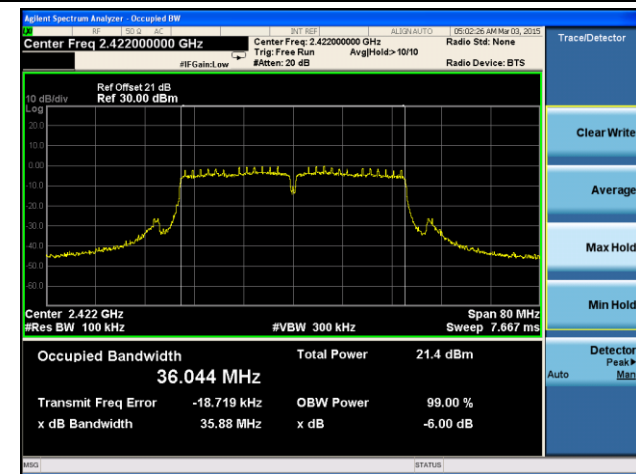 Agilent Spectrum Analyzer - Occupied BW
RF 50 Ω AC INT REF ALIGN AUTO 05:02:26 AM Mar 03, 2015
Center Freq 2.422000000 GHz
Center Freq: 2.422000000 GHz
Radio Std: None
Trig: Free Run Avg|Hold:> 10/10
#IFGain:Low #Atten: 20 dB
Radio Device: BTS
Trace/Detector
Ref Offset 21 dB
10 dB/div Ref 30.00 dBm
Log
20.0
10.0
0.00
-10.0
-20.0
-30.0
-40.0
-50.0
-60.0
Center 2.422 GHz Span 80 MHz
#Res BW 100 kHz #VBW 300 kHz Sweep 7.667 ms
Occupied Bandwidth Total Power 21.4 dBm
36.044 MHz
Transmit Freq Error -18.719 kHz OBW Power 99.00 %
x dB Bandwidth 35.88 MHz x dB -6.00 dB
Clear Write
Average
Max Hold
Min Hold
Detector
Peak▶
Auto Man
MSG STATUS